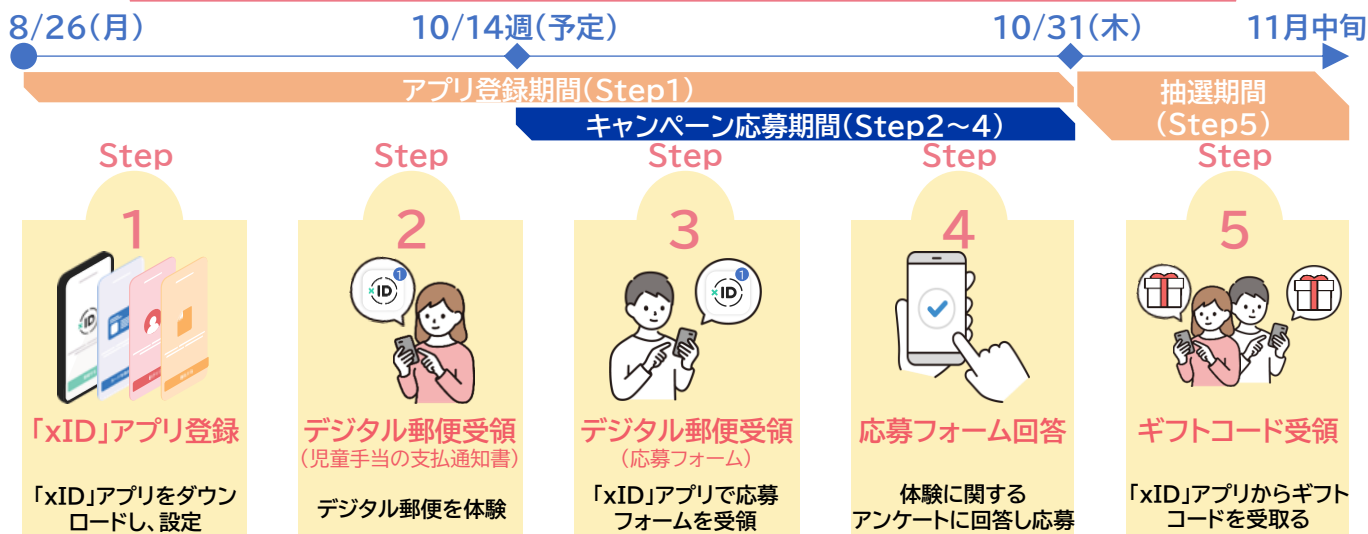 8/26(月)
10/14週(予定)
10/31(木)
11月中旬
アプリ登録期間(Step1)
抽選期間
(Step5)
キャンペーン応募期間(Step2～4)
Step
1
xID
「xID」アプリ登録
「xID」アプリをダウン
ロードし、設定
Step
2
xID
1
デジタル郵便受領
(児童手当の支払通知書)
デジタル郵便を体験
Step
3
xID
1
デジタル郵便受領
(応募フォーム)
「xID」アプリで応募
フォームを受領
Step
4
応募フォーム回答
体験に関する
アンケートに回答し応募
Step
5
ギフトコード受領
「xID」アプリからギフト
コードを受取る